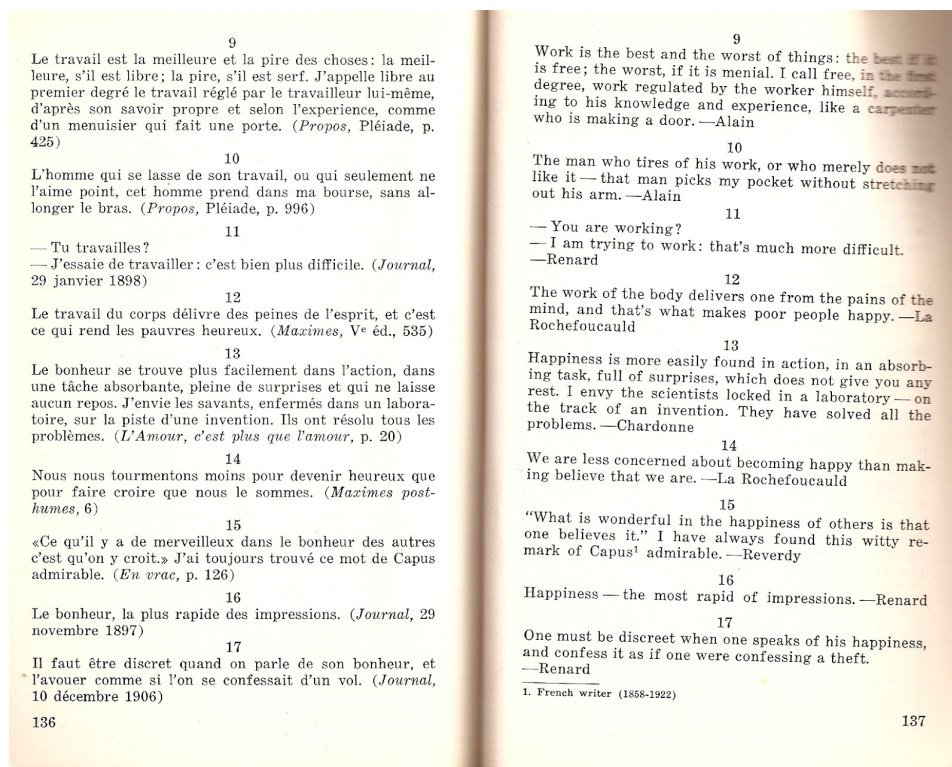 9
Le travail est la meilleure et la pire des choses: la meil-
leure, s'il est libre; la pire, s'il est serf. J'appelle libre au
premier degré le travail réglé par le travailleur lui-même,
d'après son savoir propre et selon l'experience, comme
d'un menuisier qui fait une porte. (Propos, Pléiade, p.
425)
10
L'homme qui se lasse de son travail, ou qui seulement ne
l'aime point, cet homme prend dans ma bourse, sans al-
longer le bras. (Propos, Pléiade, p. 996)
11
— Tu travailles?
— J'essaie de travailler: c'est bien plus difficile. (Journal,
29 janvier 1898)
12
Le travail du corps délivre des peines de l'esprit, et c'est
ce qui rend les pauvres heureux. (Maximes, Ve éd., 535)
13
Le bonheur se trouve plus facilement dans l'action, dans
une tâche absorbante, pleine de surprises et qui ne laisse
aucun repos. J'envie les savants, enfermés dans un labora-
toire, sur la piste d'une invention. Ils ont résolu tous les
problèmes. (L'Amour, c'est plus que l'amour, p. 20)
14
Nous nous tourmentons moins pour devenir heureux que
pour faire croire que nous le sommes. (Maximes post-
humes, 6)
15
«Ce qu'il y a de merveilleux dans le bonheur des autres
c'est qu'on y croit.» J'ai toujours trouvé ce mot de Capus
admirable. (En vrac, p. 126)
16
Le bonheur, la plus rapide des impressions. (Journal, 29
novembre 1897)
17
Il faut être discret quand on parle de son bonheur, et
l'avouer comme si l'on se confessait d'un vol. (Journal,
10 décembre 1906)
136
9
Work is the best and the worst of things: the best if it
is free; the worst, if it is menial. I call free, in the first
degree, work regulated by the worker himself, accord-
ing to his knowledge and experience, like a carpenter
who is making a door. —Alain
10
The man who tires of his work, or who merely does not
like it — that man picks my pocket without stretching
out his arm. —Alain
11
— You are working?
— I am trying to work: that's much more difficult.
—Renard
12
The work of the body delivers one from the pains of the
mind, and that's what makes poor people happy. —La
Rochefoucauld
13
Happiness is more easily found in action, in an absorb-
ing task, full of surprises, which does not give you any
rest. I envy the scientists locked in a laboratory — on
the track of an invention. They have solved all the
problems. —Chardonne
14
We are less concerned about becoming happy than mak-
ing believe that we are. —La Rochefoucauld
15
"What is wonderful in the happiness of others is that
one believes it." I have always found this witty re-
mark of Capus1 admirable. —Reverdy
16
Happiness — the most rapid of impressions. —Renard
17
One must be discreet when one speaks of his happiness,
and confess it as if one were confessing a theft.
—Renard
1. French writer (1858-1922)
137